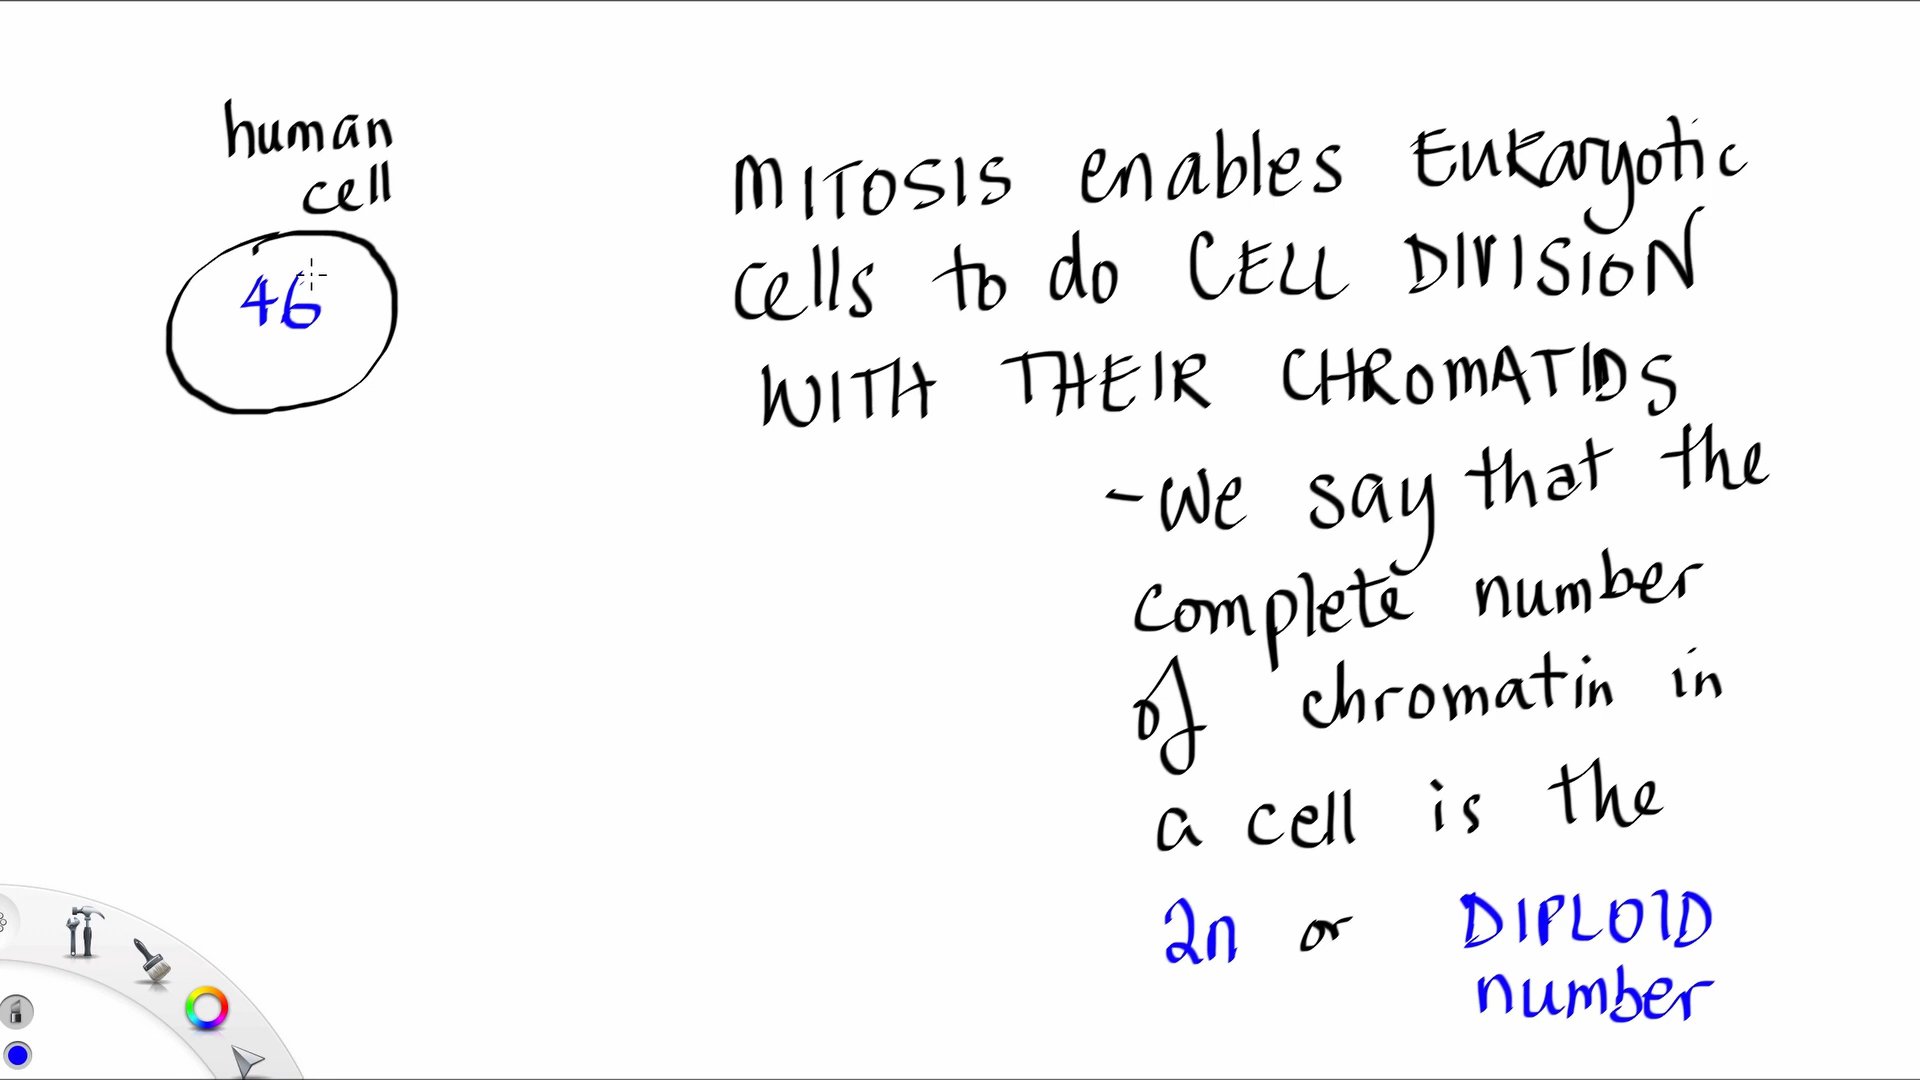 human
cell
46
MITOSIS enables Eukaryotic
cells to do CELL DIVISION
WITH THEIR CHROMATIDS
-We say that the
complete number
of chromatin in
a cell is the
2n or DIPLOID
number